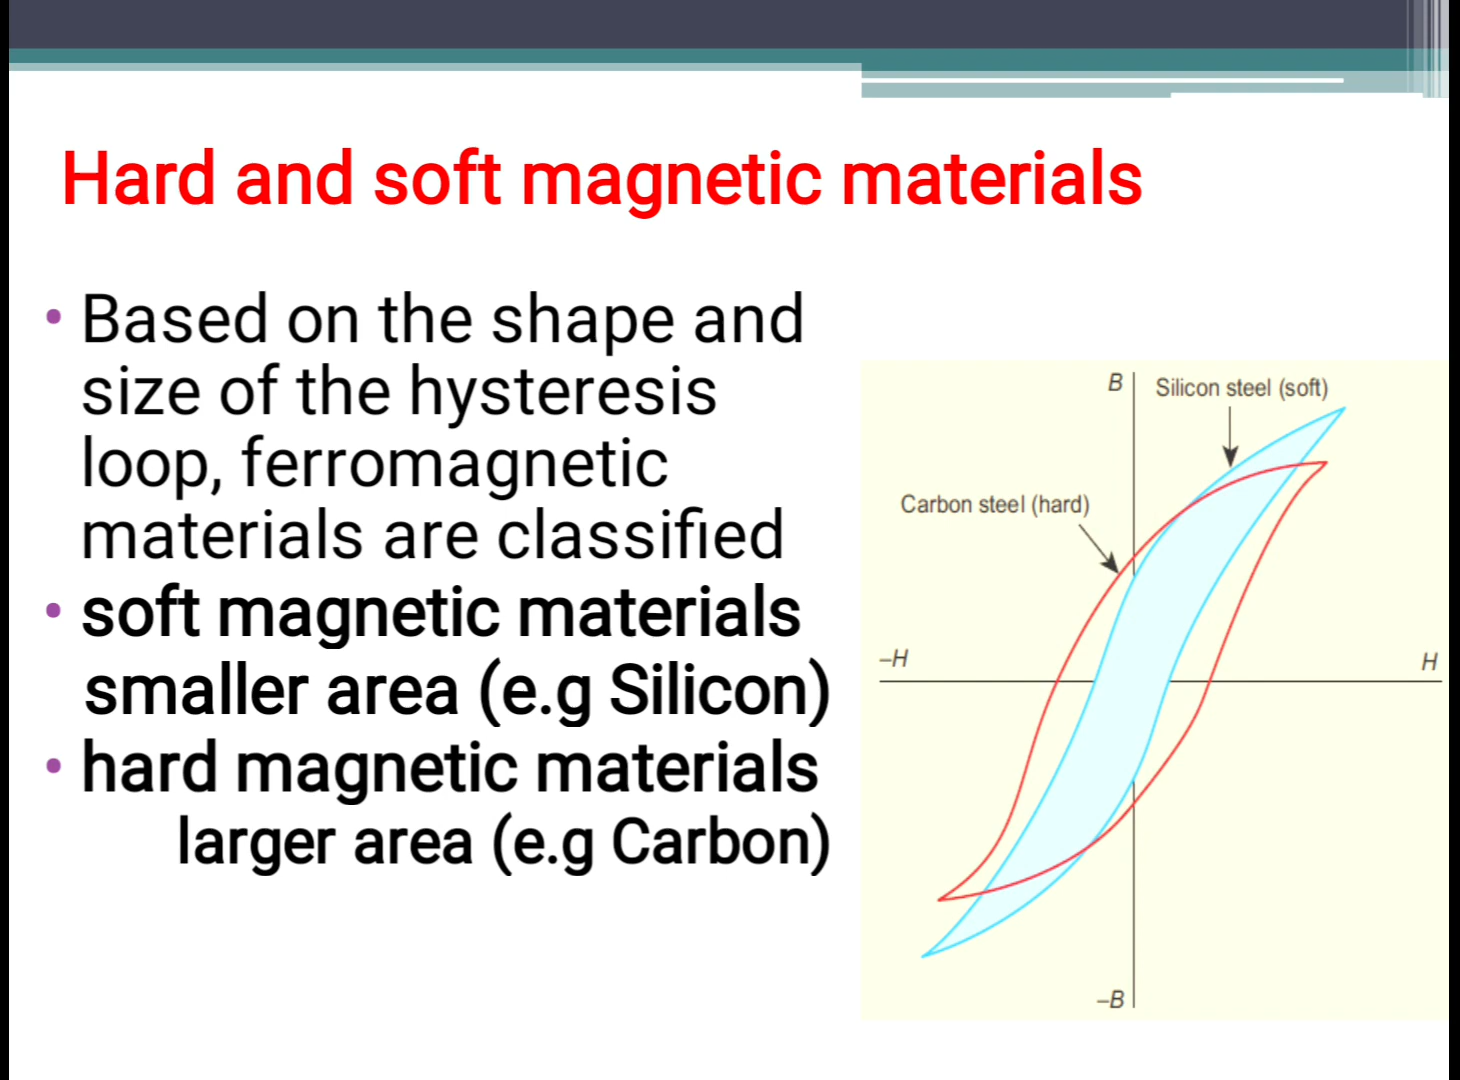 Hard and soft magnetic materials
• Based on the shape and
size of the hysteresis
loop, ferromagnetic
materials are classified
• soft magnetic materials
smaller area (e.g Silicon)
• hard magnetic materials
larger area (e.g Carbon)
B
Silicon steel (soft)
Carbon steel (hard)
–H
H
–B